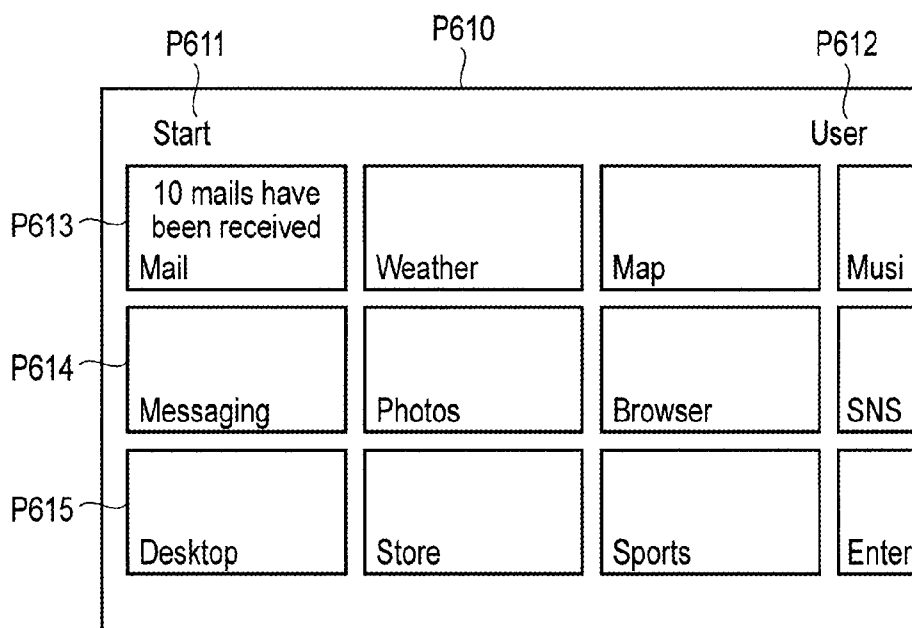 P611
P610
P612
Start
User
P613
10 mails have
been received
Mail
Weather
Map
Musi
P614
Messaging
Photos
Browser
SNS
P615
Desktop
Store
Sports
Enter